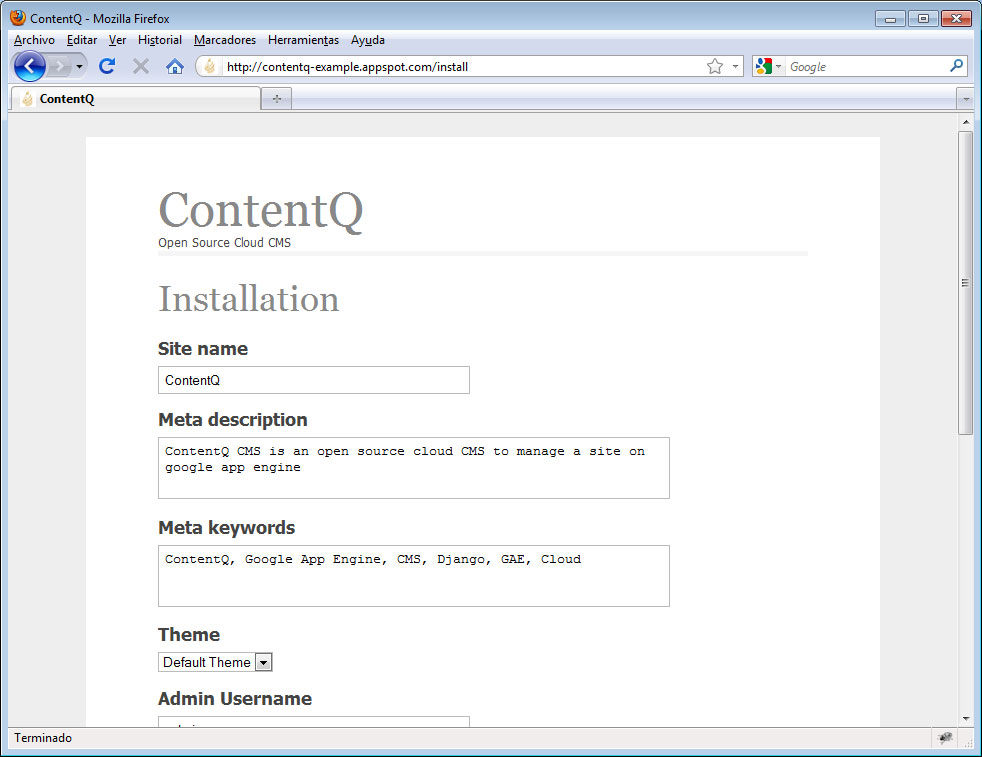 ContentQ - Mozilla Firefox
Archivo Editar Ver Historial Marcadores Herramientas Ayuda
http://contentq-example.appspot.com/install
Google
ContentQ
ContentQ
Open Source Cloud CMS
Installation
Site name
ContentQ
Meta description
ContentQ CMS is an open source cloud CMS to manage a site on
google app engine
Meta keywords
ContentQ, Google App Engine, CMS, Django, GAE, Cloud
Theme
Default Theme
Admin Username
Terminado